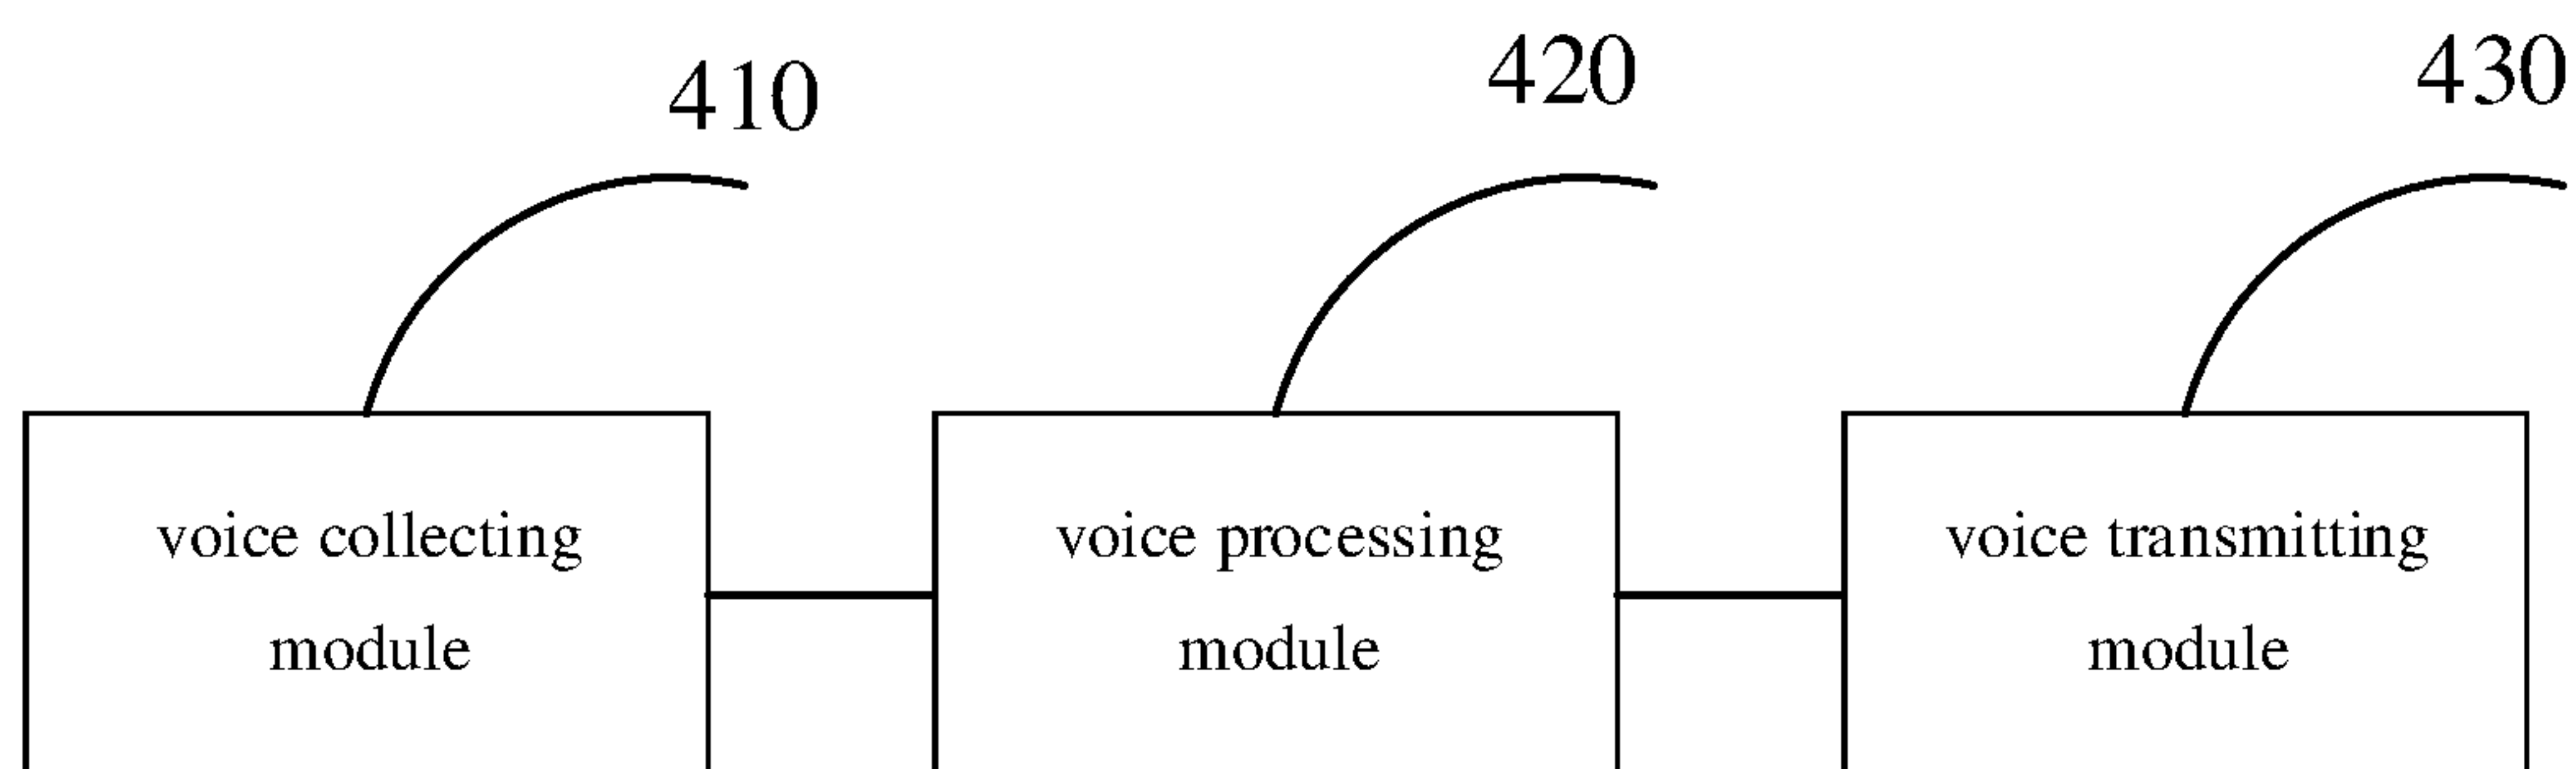 410
420
430
voice collecting
module
voice processing
module
voice transmitting
module